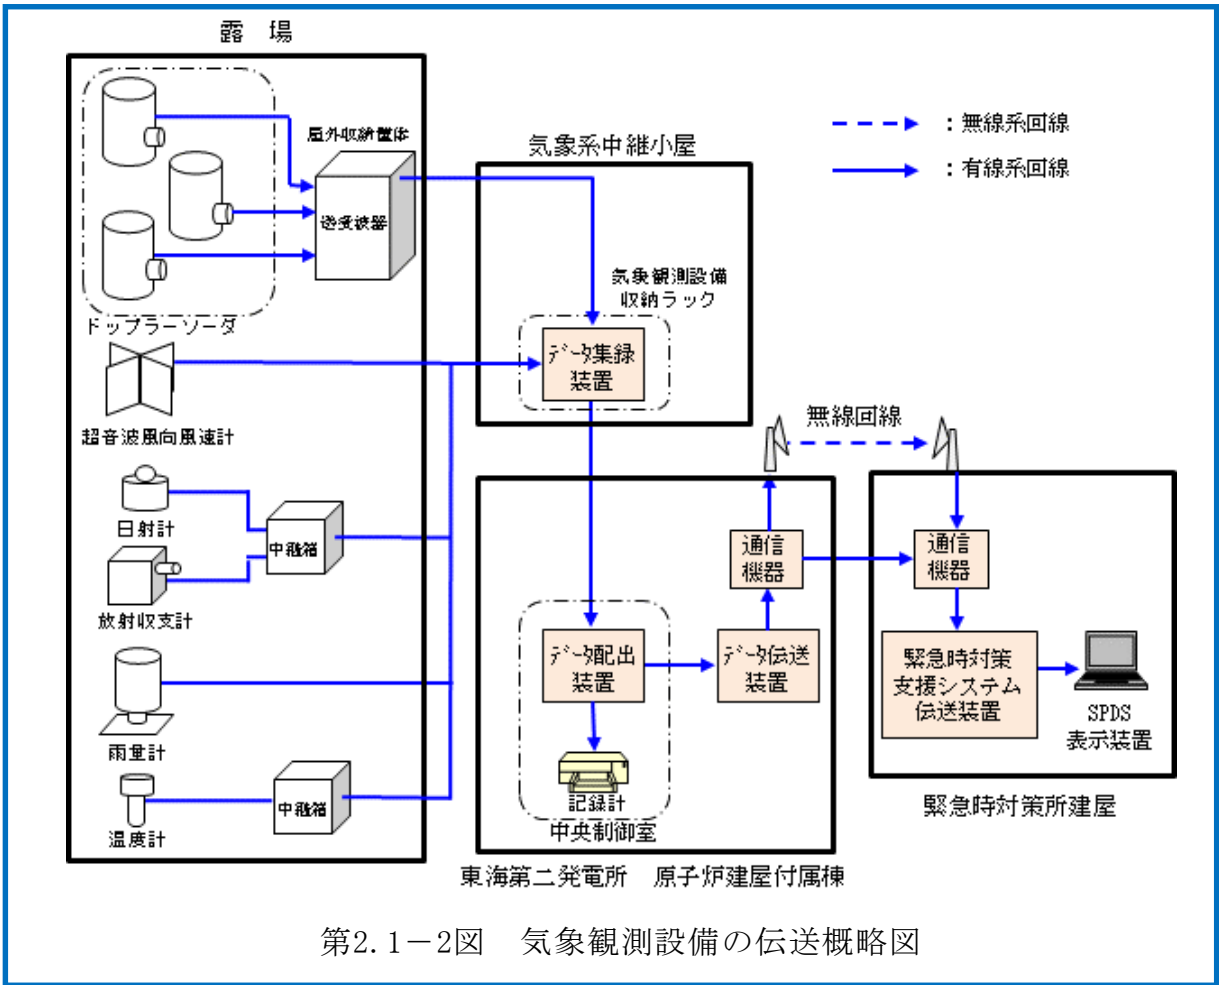 露　場
屋外収納筐体
送受波器
ドップラーソーダ
超音波風向風速計
日射計
中継箱
放射収支計
雨量計
中継箱
温度計
気象系中継小屋
気象観測設備
収納ラック
データ集録
装置
：無線系回線
：有線系回線
無線回線
通信
機器
通信
機器
データ配出
装置
データ伝送
装置
記録計
中央制御室
緊急時対策
支援システム
伝送装置
SPDS
表示装置
緊急時対策所建屋
東海第二発電所　原子炉建屋付属棟
第2.1－2図　気象観測設備の伝送概略図